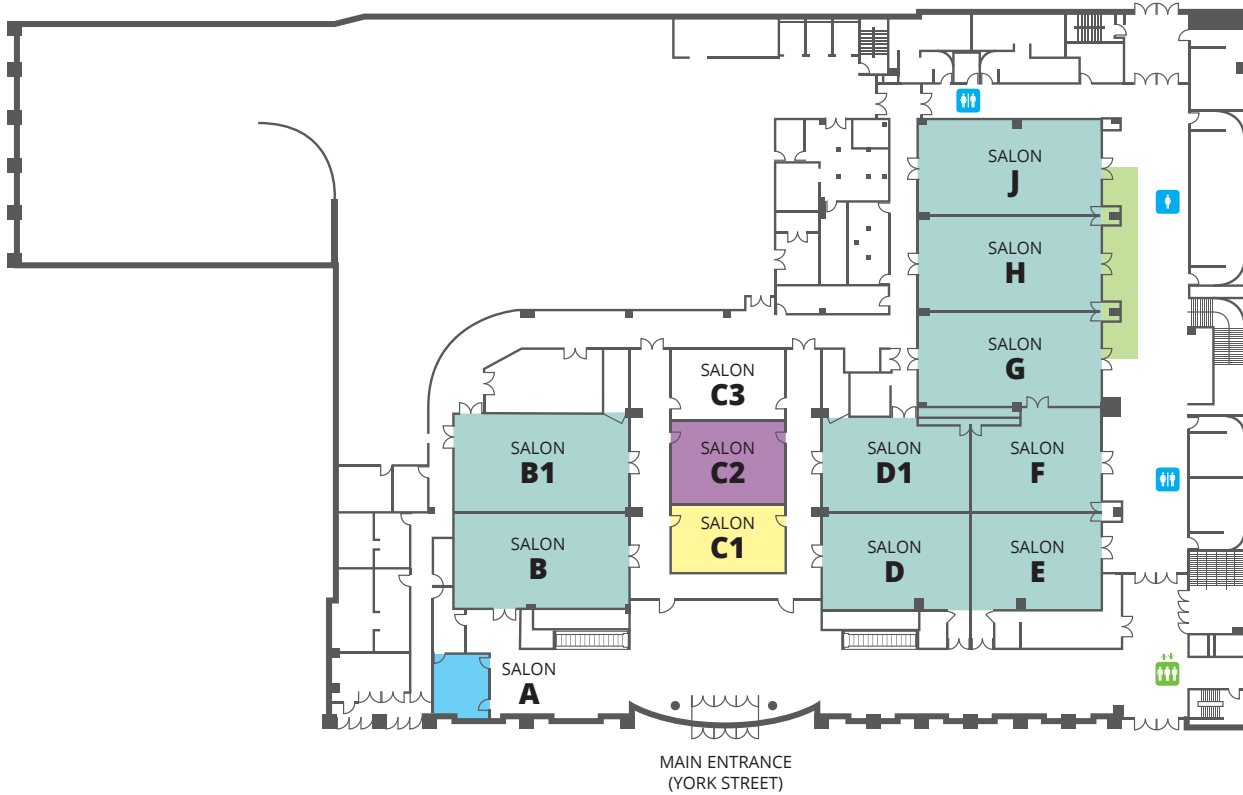 SALON
J
SALON
H
SALON
G
SALON
C3
SALON
B1
SALON
C2
SALON
D1
SALON
F
SALON
C1
SALON
B
SALON
D
SALON
E
SALON
A
MAIN ENTRANCE
(YORK STREET)